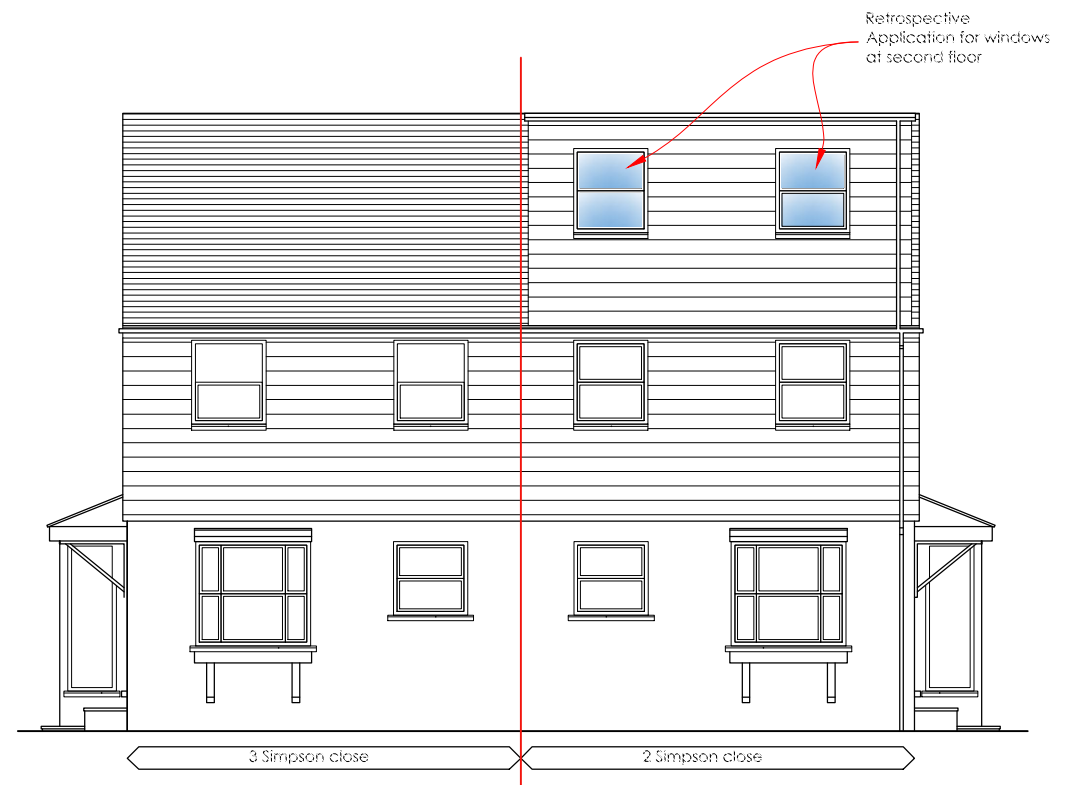 Retrospective
Application for windows
at second floor
3 Simpson close
2 Simpson close